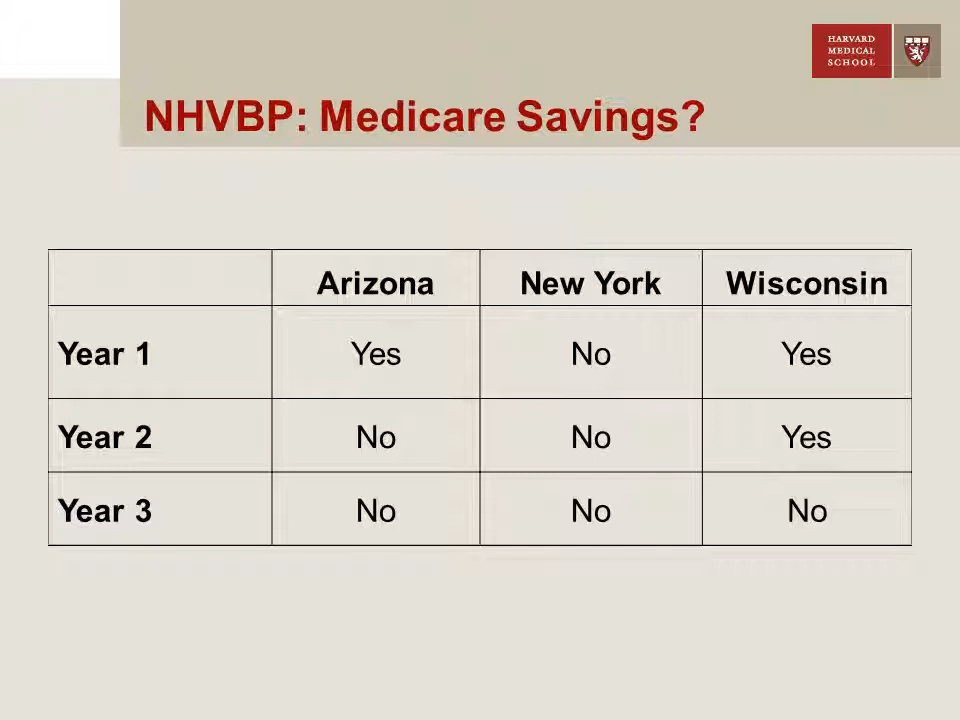 HARVARD
MEDICAL
SCHOOL
NHVBP: Medicare Savings?
Arizona New York Wisconsin
Year 1 Yes No Yes
Year 2 No No Yes
Year 3 No No No